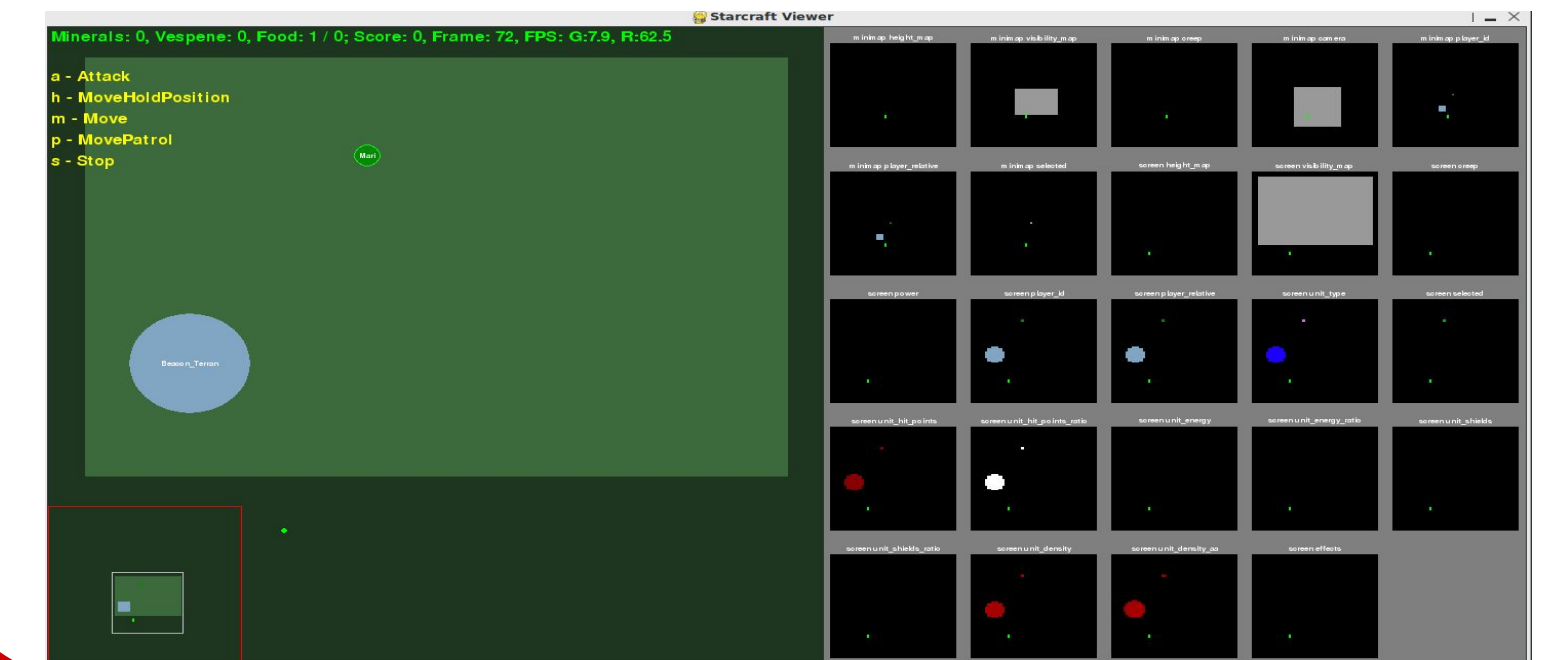 Starcraft Viewer
Minerals: 0, Vespene: 0, Food: 1 / 0; Score: 0, Frame: 72, FPS: G:7.9, R:62.5
a - Attack
h - MoveHoldPosition
m - Move
p - MovePatrol
s - Stop
Mari
Beacon_Terran
minimap height_map
minimap visibility_map
minimap creep
minimap camera
minimap player_id
minimap player_relative
minimap selected
screen height_map
screen visibility_map
screen creep
screen power
screen player_id
screen player_relative
screen unit_type
screen selected
screen unit_hit_points
screen unit_hit_points_ratio
screen unit_energy
screen unit_energy_ratio
screen unit_shields
screen unit_shields_ratio
screen unit_density
screen unit_density_aa
screen effects